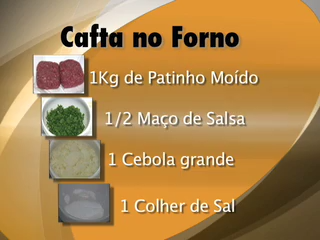 Cafta no Forno
1Kg de Patinho Moído
1/2 Maço de Salsa
1 Cebola grande
1 Colher de Sal